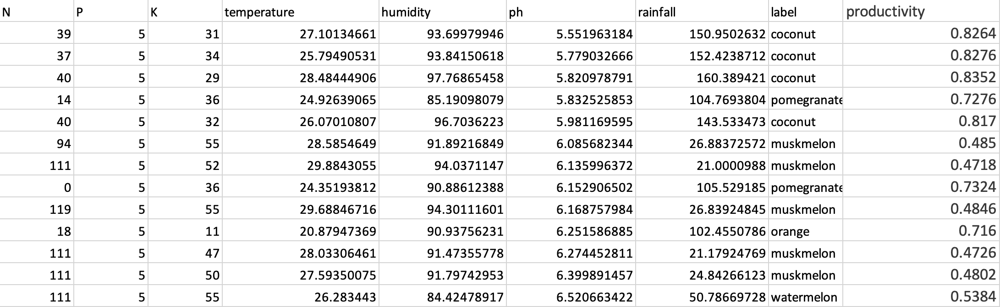 N P K temperature humidity ph rainfall label productivity
39 5 31 27.10134661 93.69979946 5.551963184 150.9502632 coconut 0.8264
37 5 34 25.79490531 93.84150618 5.779032666 152.4238712 coconut 0.8276
40 5 29 28.48444906 97.76865458 5.820978791 160.389421 coconut 0.8352
14 5 36 24.92639065 85.19098079 5.832525853 104.7693804 pomegranate 0.7276
40 5 32 26.07010807 96.7036223 5.981169595 143.533473 coconut 0.817
94 5 55 28.5854649 91.89216849 6.085682344 26.88372572 muskmelon 0.485
111 5 52 29.8843055 94.0371147 6.135996372 21.0000988 muskmelon 0.4718
0 5 36 24.35193812 90.88612388 6.152906502 105.529185 pomegranate 0.7324
119 5 55 29.68846716 94.30111601 6.168757984 26.83924845 muskmelon 0.4846
18 5 11 20.87947369 90.93756231 6.251586885 102.4550786 orange 0.716
111 5 47 28.03306461 91.47355778 6.274452811 21.17924769 muskmelon 0.4726
111 5 50 27.59350075 91.79742953 6.399891457 24.84266123 muskmelon 0.4802
111 5 55 26.283443 84.42478917 6.520663422 50.78669728 watermelon 0.5384